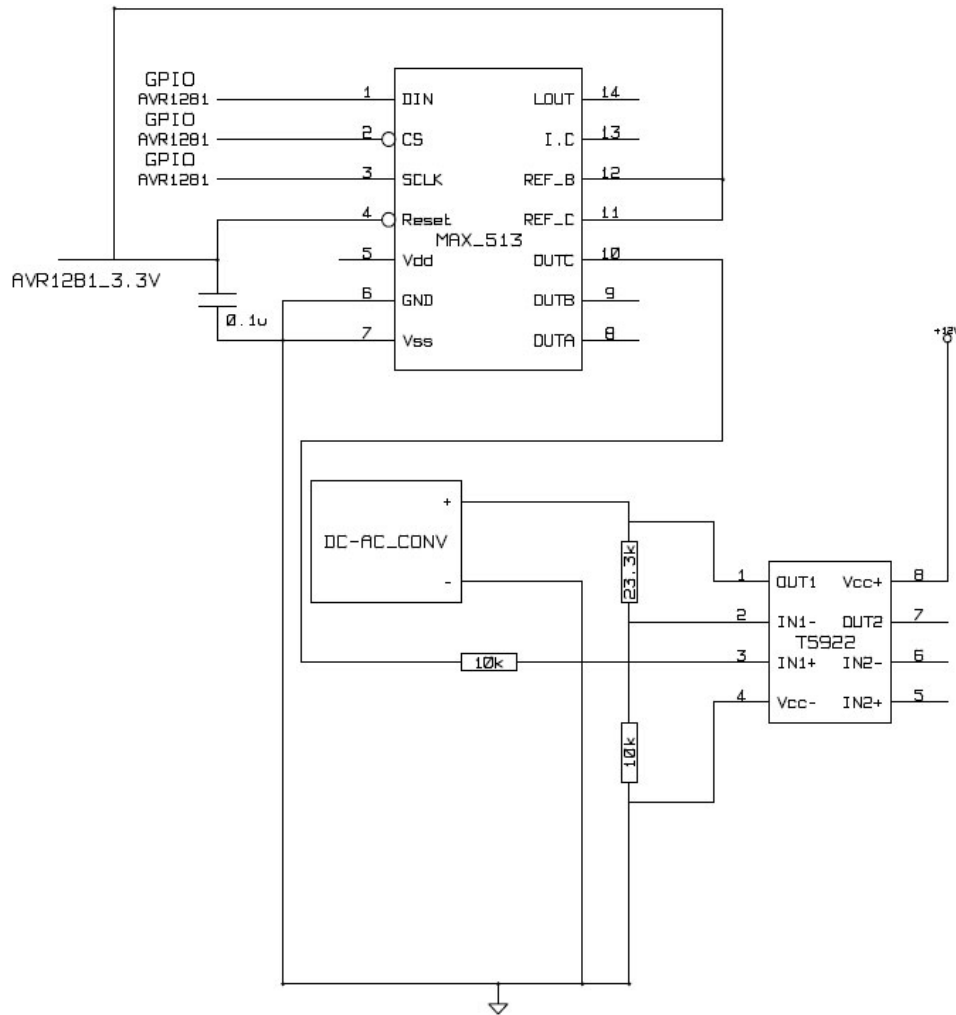 GPIO
AVR1281
GPIO
AVR1281
GPIO
AVR1281
AVR1281_3.3V
0.1u
1 DIN LOUT 14
2 CS I.C 13
3 SCLK REF_B 12
4 Reset REF_C 11
MAX_513
5 Vdd OUTC 10
6 GND OUTB 9
7 Vss OUTA 8
+12V
+
DC-AC_CONV
-
23.3k
10k
10k
1 OUT1 Vcc+ 8
2 IN1- OUT2 7
T5922
3 IN1+ IN2- 6
4 Vcc- IN2+ 5